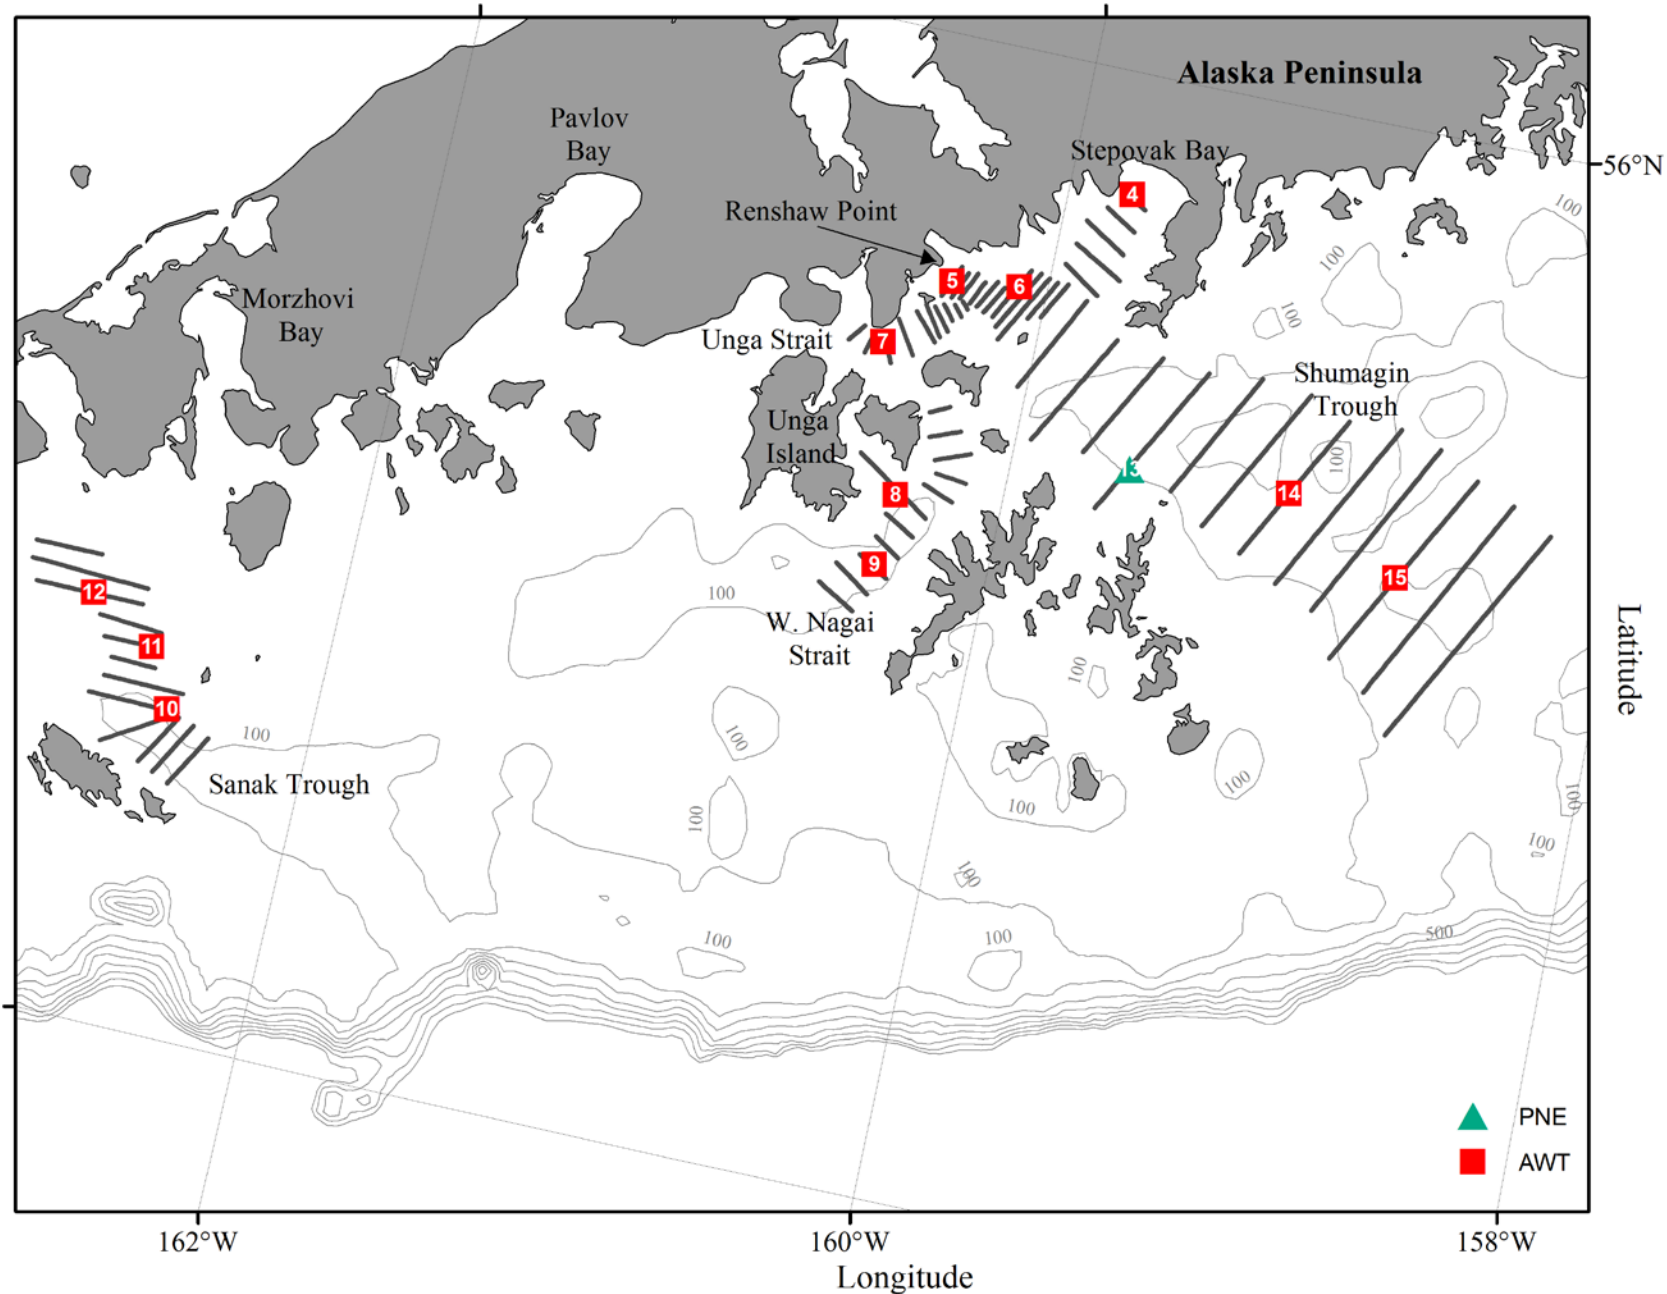 Alaska Peninsula
Pavlov
Bay
Stepovak Bay
56°N
4
Renshaw Point
100
100
5
6
Morzhovi
Bay
100
Unga Strait
7
Shumagin
Trough
Unga
Island
100
13
8
14
9
15
12
100
W. Nagai
Strait
11
Latitude
100
10
100
100
Sanak Trough
100
100
100
100
100
100
100
500
100
100
PNE
AWT
162°W
160°W
158°W
Longitude